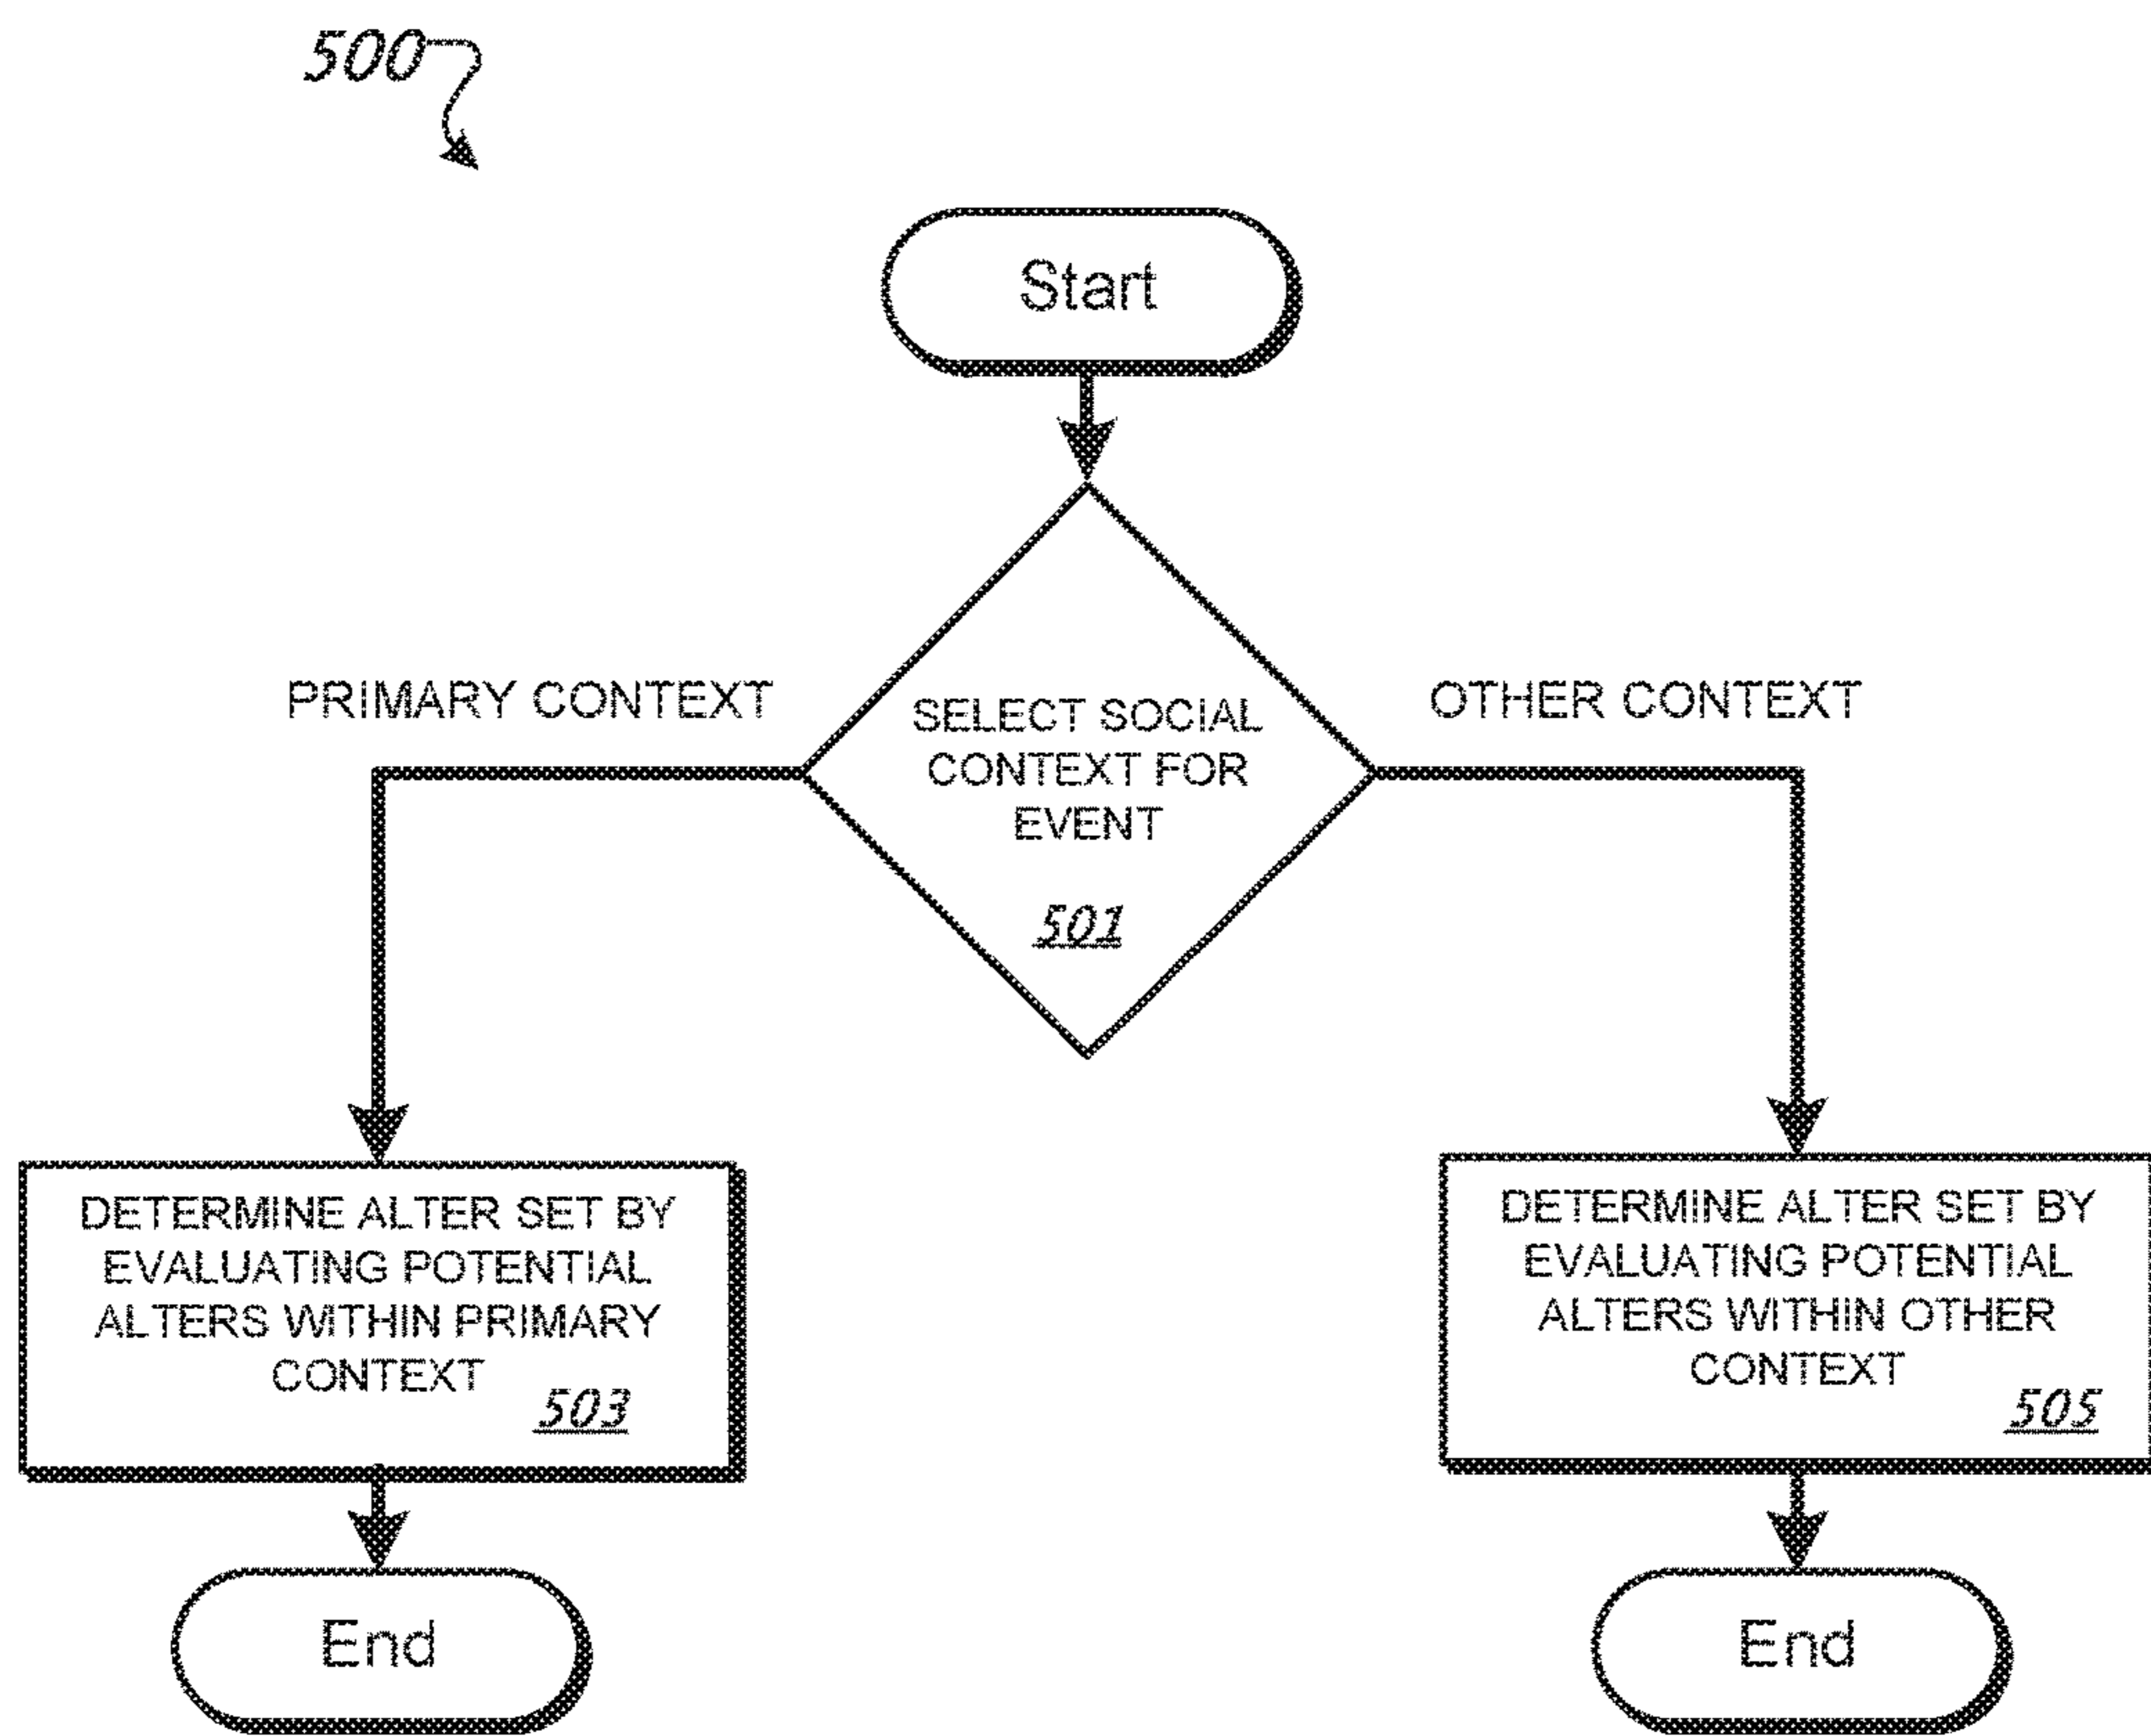 500
Start
PRIMARY CONTEXT
SELECT SOCIAL
CONTEXT FOR
EVENT
501
OTHER CONTEXT
DETERMINE ALTER SET BY
EVALUATING POTENTIAL
ALTERS WITHIN PRIMARY
CONTEXT
503
DETERMINE ALTER SET BY
EVALUATING POTENTIAL
ALTERS WITHIN OTHER
CONTEXT
505
End
End